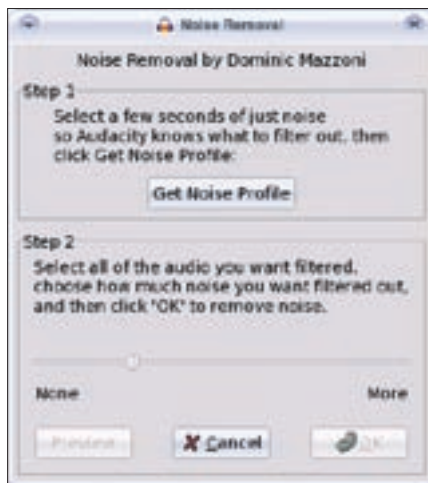 Noise Removal
Noise Removal by Dominic Mazzoni
Step 1
Select a few seconds of just noise
so Audacity knows what to filter out, then
click Get Noise Profile:
Get Noise Profile
Step 2
Select all of the audio you want filtered,
choose how much noise you want filtered out,
and then click 'OK' to remove noise.
None More
Preview Cancel OK